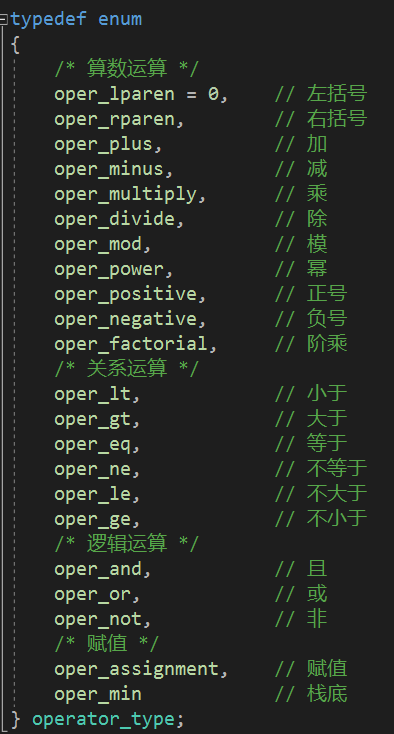 typedef enum
{
/* 算数运算 */
oper_lparen = 0, // 左括号
oper_rparen, // 右括号
oper_plus, // 加
oper_minus, // 减
oper_multiply, // 乘
oper_divide, // 除
oper_mod, // 模
oper_power, // 幂
oper_positive, // 正号
oper_negative, // 负号
oper_factorial, // 阶乘
/* 关系运算 */
oper_lt, // 小于
oper_gt, // 大于
oper_eq, // 等于
oper_ne, // 不等于
oper_le, // 不大于
oper_ge, // 不小于
/* 逻辑运算 */
oper_and, // 且
oper_or, // 或
oper_not, // 非
/* 赋值 */
oper_assignment, // 赋值
oper_min // 栈底
} operator_type;